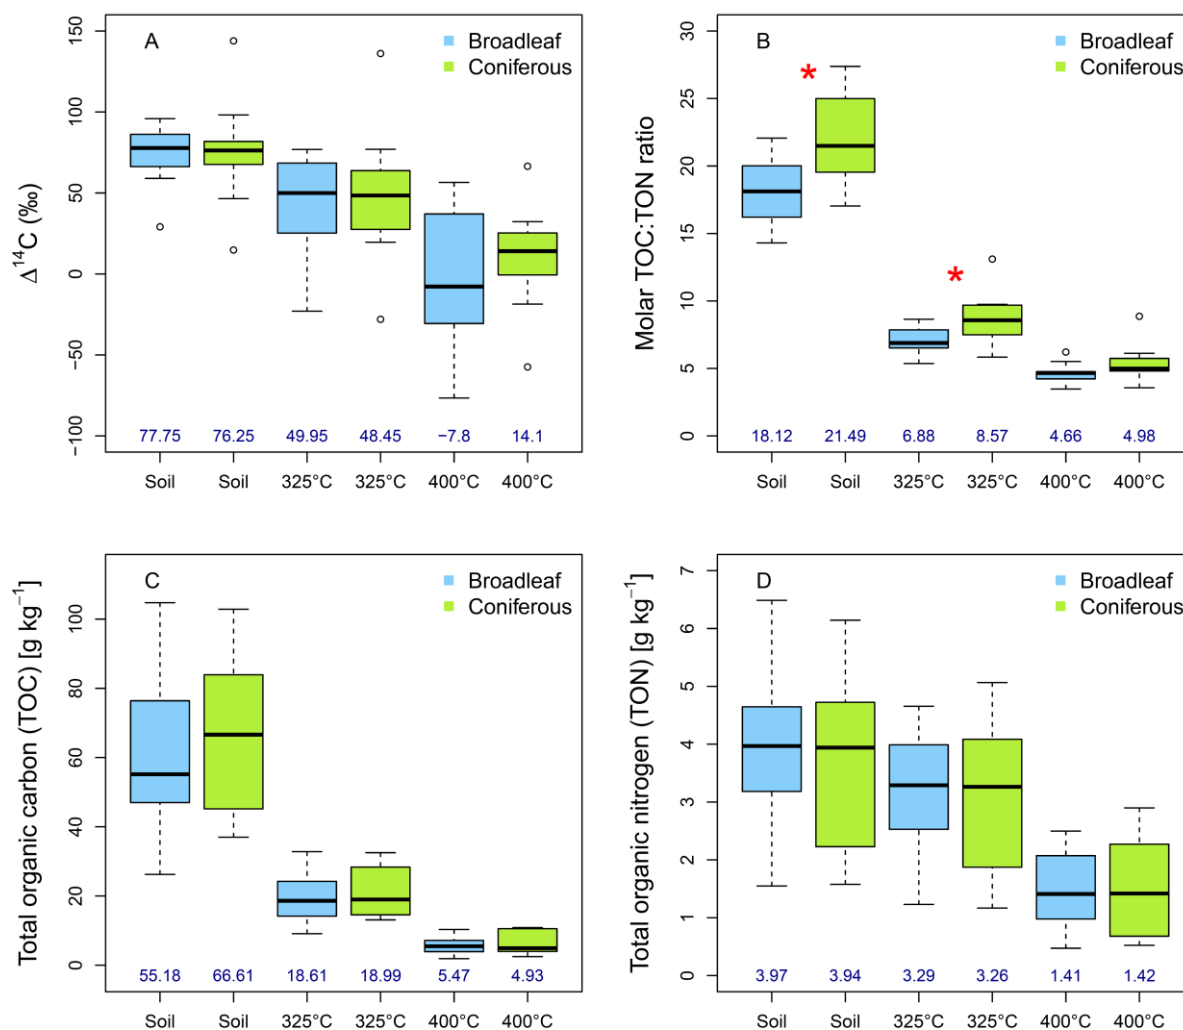 A
Broadleaf
Coniferous
Δ¹⁴C (‰)
150
100
50
0
−50
−100
77.75 76.25 49.95 48.45 −7.8 14.1
Soil Soil 325°C 325°C 400°C 400°C
B
Broadleaf
Coniferous
Molar TOC:TON ratio
30
25
20
15
10
5
0
*
*
18.12 21.49 6.88 8.57 4.66 4.98
Soil Soil 325°C 325°C 400°C 400°C
C
Broadleaf
Coniferous
Total organic carbon (TOC) [g kg⁻¹]
100
80
60
40
20
0
55.18 66.61 18.61 18.99 5.47 4.93
Soil Soil 325°C 325°C 400°C 400°C
D
Broadleaf
Coniferous
Total organic nitrogen (TON) [g kg⁻¹]
7
6
5
4
3
2
1
0
3.97 3.94 3.29 3.26 1.41 1.42
Soil Soil 325°C 325°C 400°C 400°C